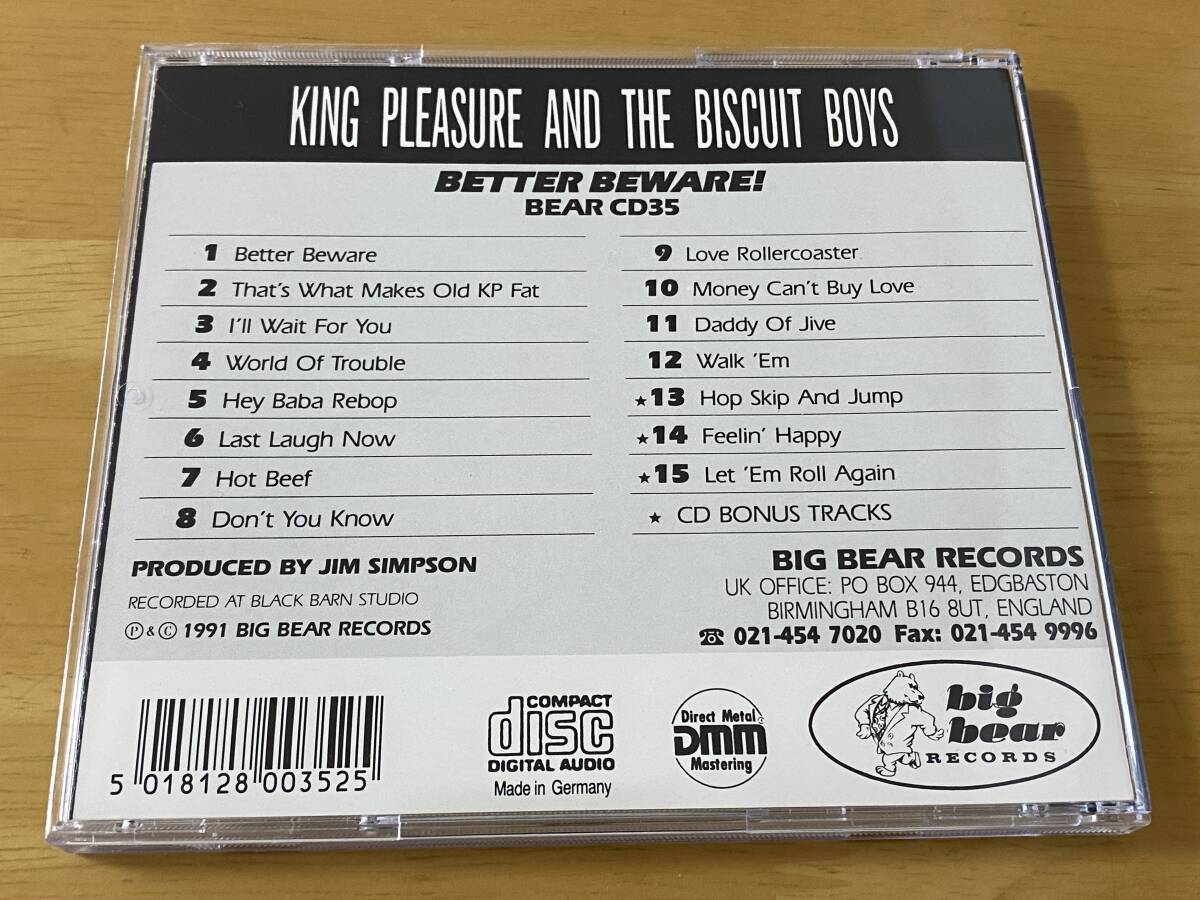 KING PLEASURE AND THE BISCUIT BOYS
BETTER BEWARE!
BEAR CD35
1 Better Beware
2 That's What Makes Old KP Fat
3 I'll Wait For You
4 World Of Trouble
5 Hey Baba Rebop
6 Last Laugh Now
7 Hot Beef
8 Don't You Know
9 Love Rollercoaster
10 Money Can't Buy Love
11 Daddy Of Jive
12 Walk 'Em
★13 Hop Skip And Jump
★14 Feelin' Happy
★15 Let 'Em Roll Again
★ CD BONUS TRACKS
PRODUCED BY JIM SIMPSON
RECORDED AT BLACK BARN STUDIO
℗ & © 1991 BIG BEAR RECORDS
BIG BEAR RECORDS
UK OFFICE: PO BOX 944, EDGBASTON
BIRMINGHAM B16 8UT, ENGLAND
☎ 021-454 7020 Fax: 021-454 9996
5 018128 003525
COMPACT
disc
DIGITAL AUDIO
Made in Germany
Direct Metal
DMM
Mastering
big
bear
RECORDS